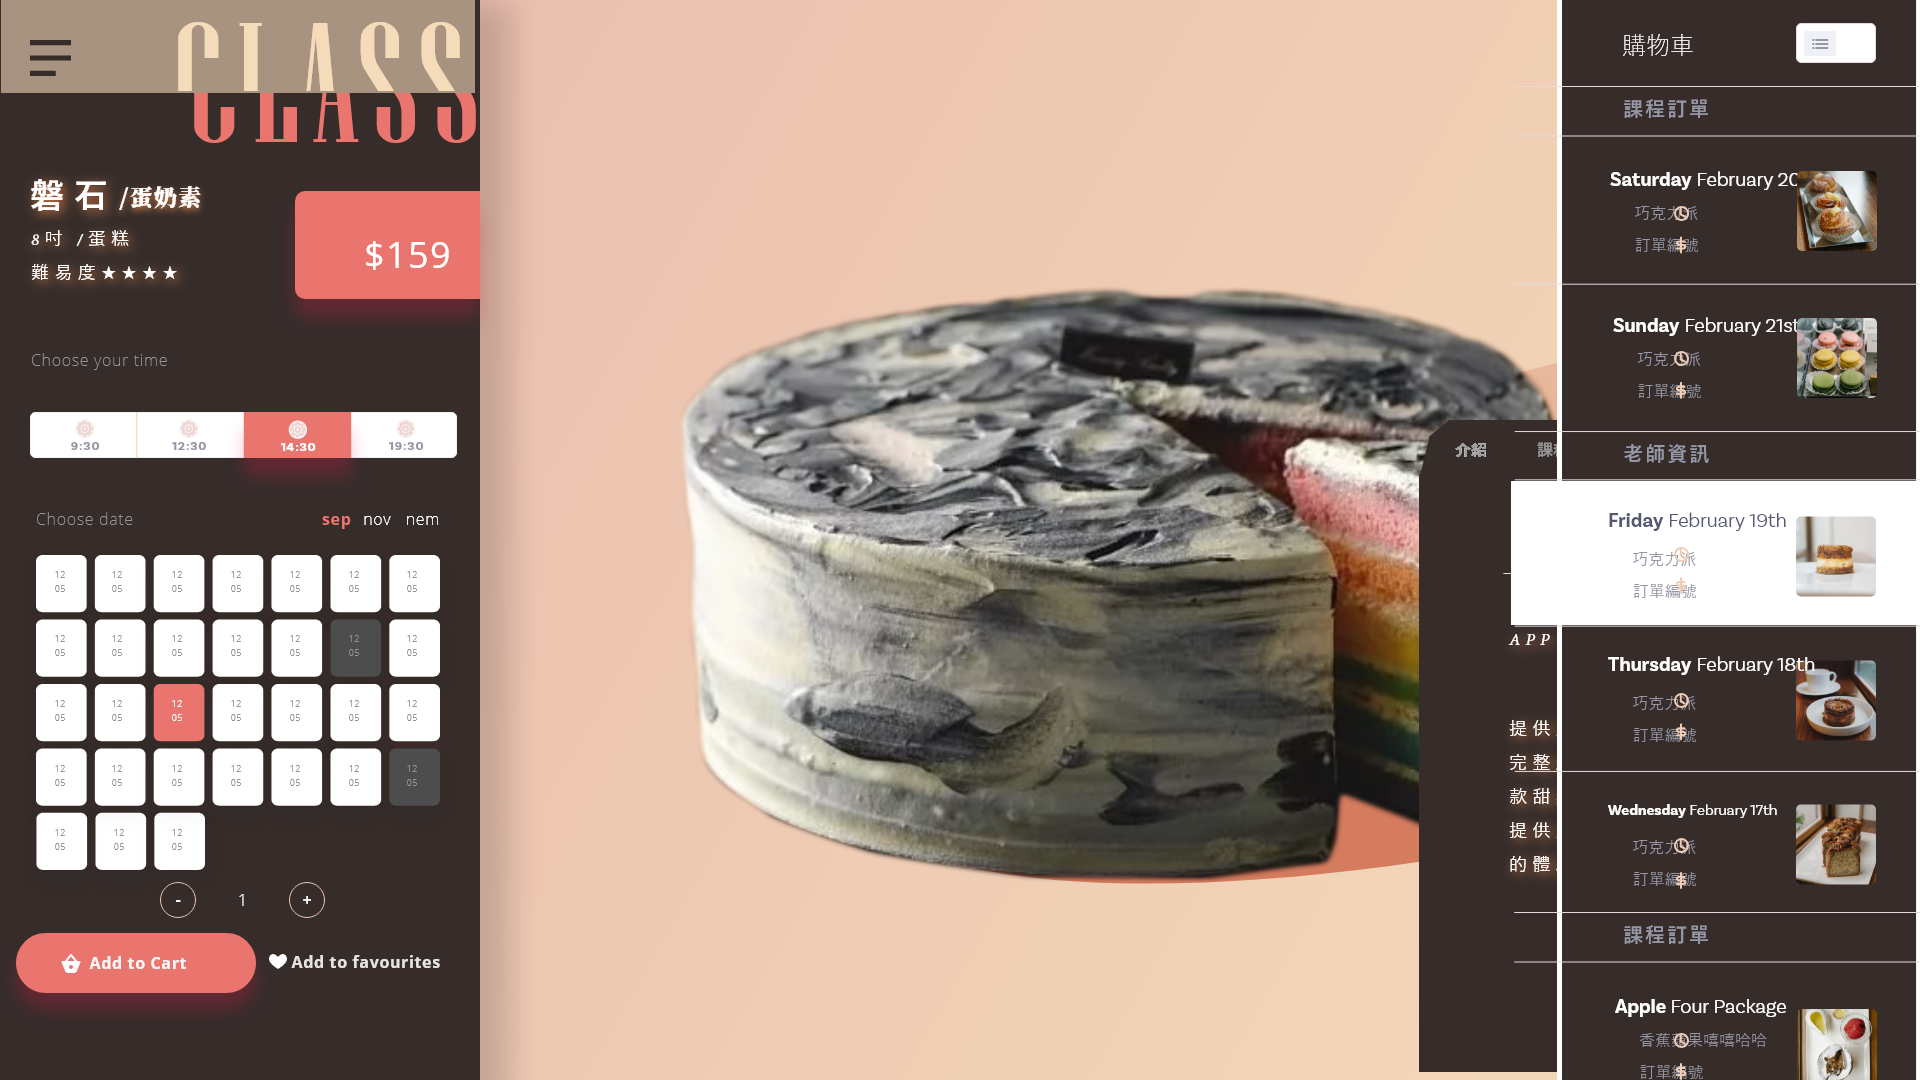 CLASS
CLASS
磐石 /蛋奶素
8吋 /蛋糕
難易度★★★★
$159
Choose your time
9:30 12:30 14:30 19:30
Choose date
sep nov nem
12 12 12 12 12 12 12
05 05 05 05 05 05 05
12 12 12 12 12 12 12
05 05 05 05 05 05 05
12 12 12 12 12 12 12
05 05 05 05 05 05 05
12 12 12 12 12 12 12
05 05 05 05 05 05 05
12 12 12
05 05 05
- 1 +
Add to Cart
Add to favourites
介紹
APP
提供
完整
款甜
提供
的體
購物車
課程訂單
Saturday February 20
巧克力派
訂單編號
$
Sunday February 21st
巧克力派
訂單編號
$
老師資訊
Friday February 19th
巧克力派
訂單編號
$
Thursday February 18th
巧克力派
訂單編號
$
Wednesday February 17th
巧克力派
訂單編號
$
課程訂單
Apple Four Package
香蕉蘋果嘻嘻哈哈
訂單編號
$